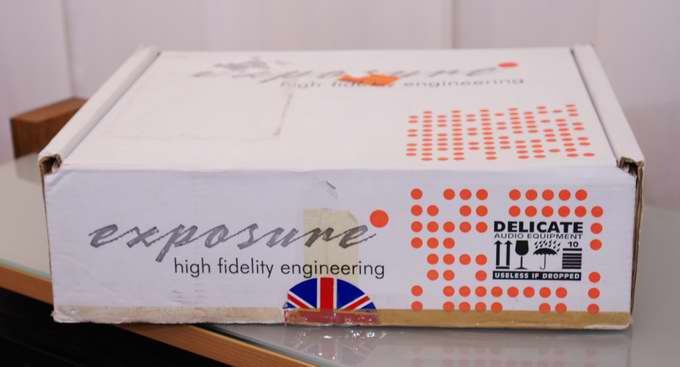 exposure
high fidelity engineering
exposure
high fidelity engineering
DELICATE
AUDIO EQUIPMENT
10
USELESS IF DROPPED